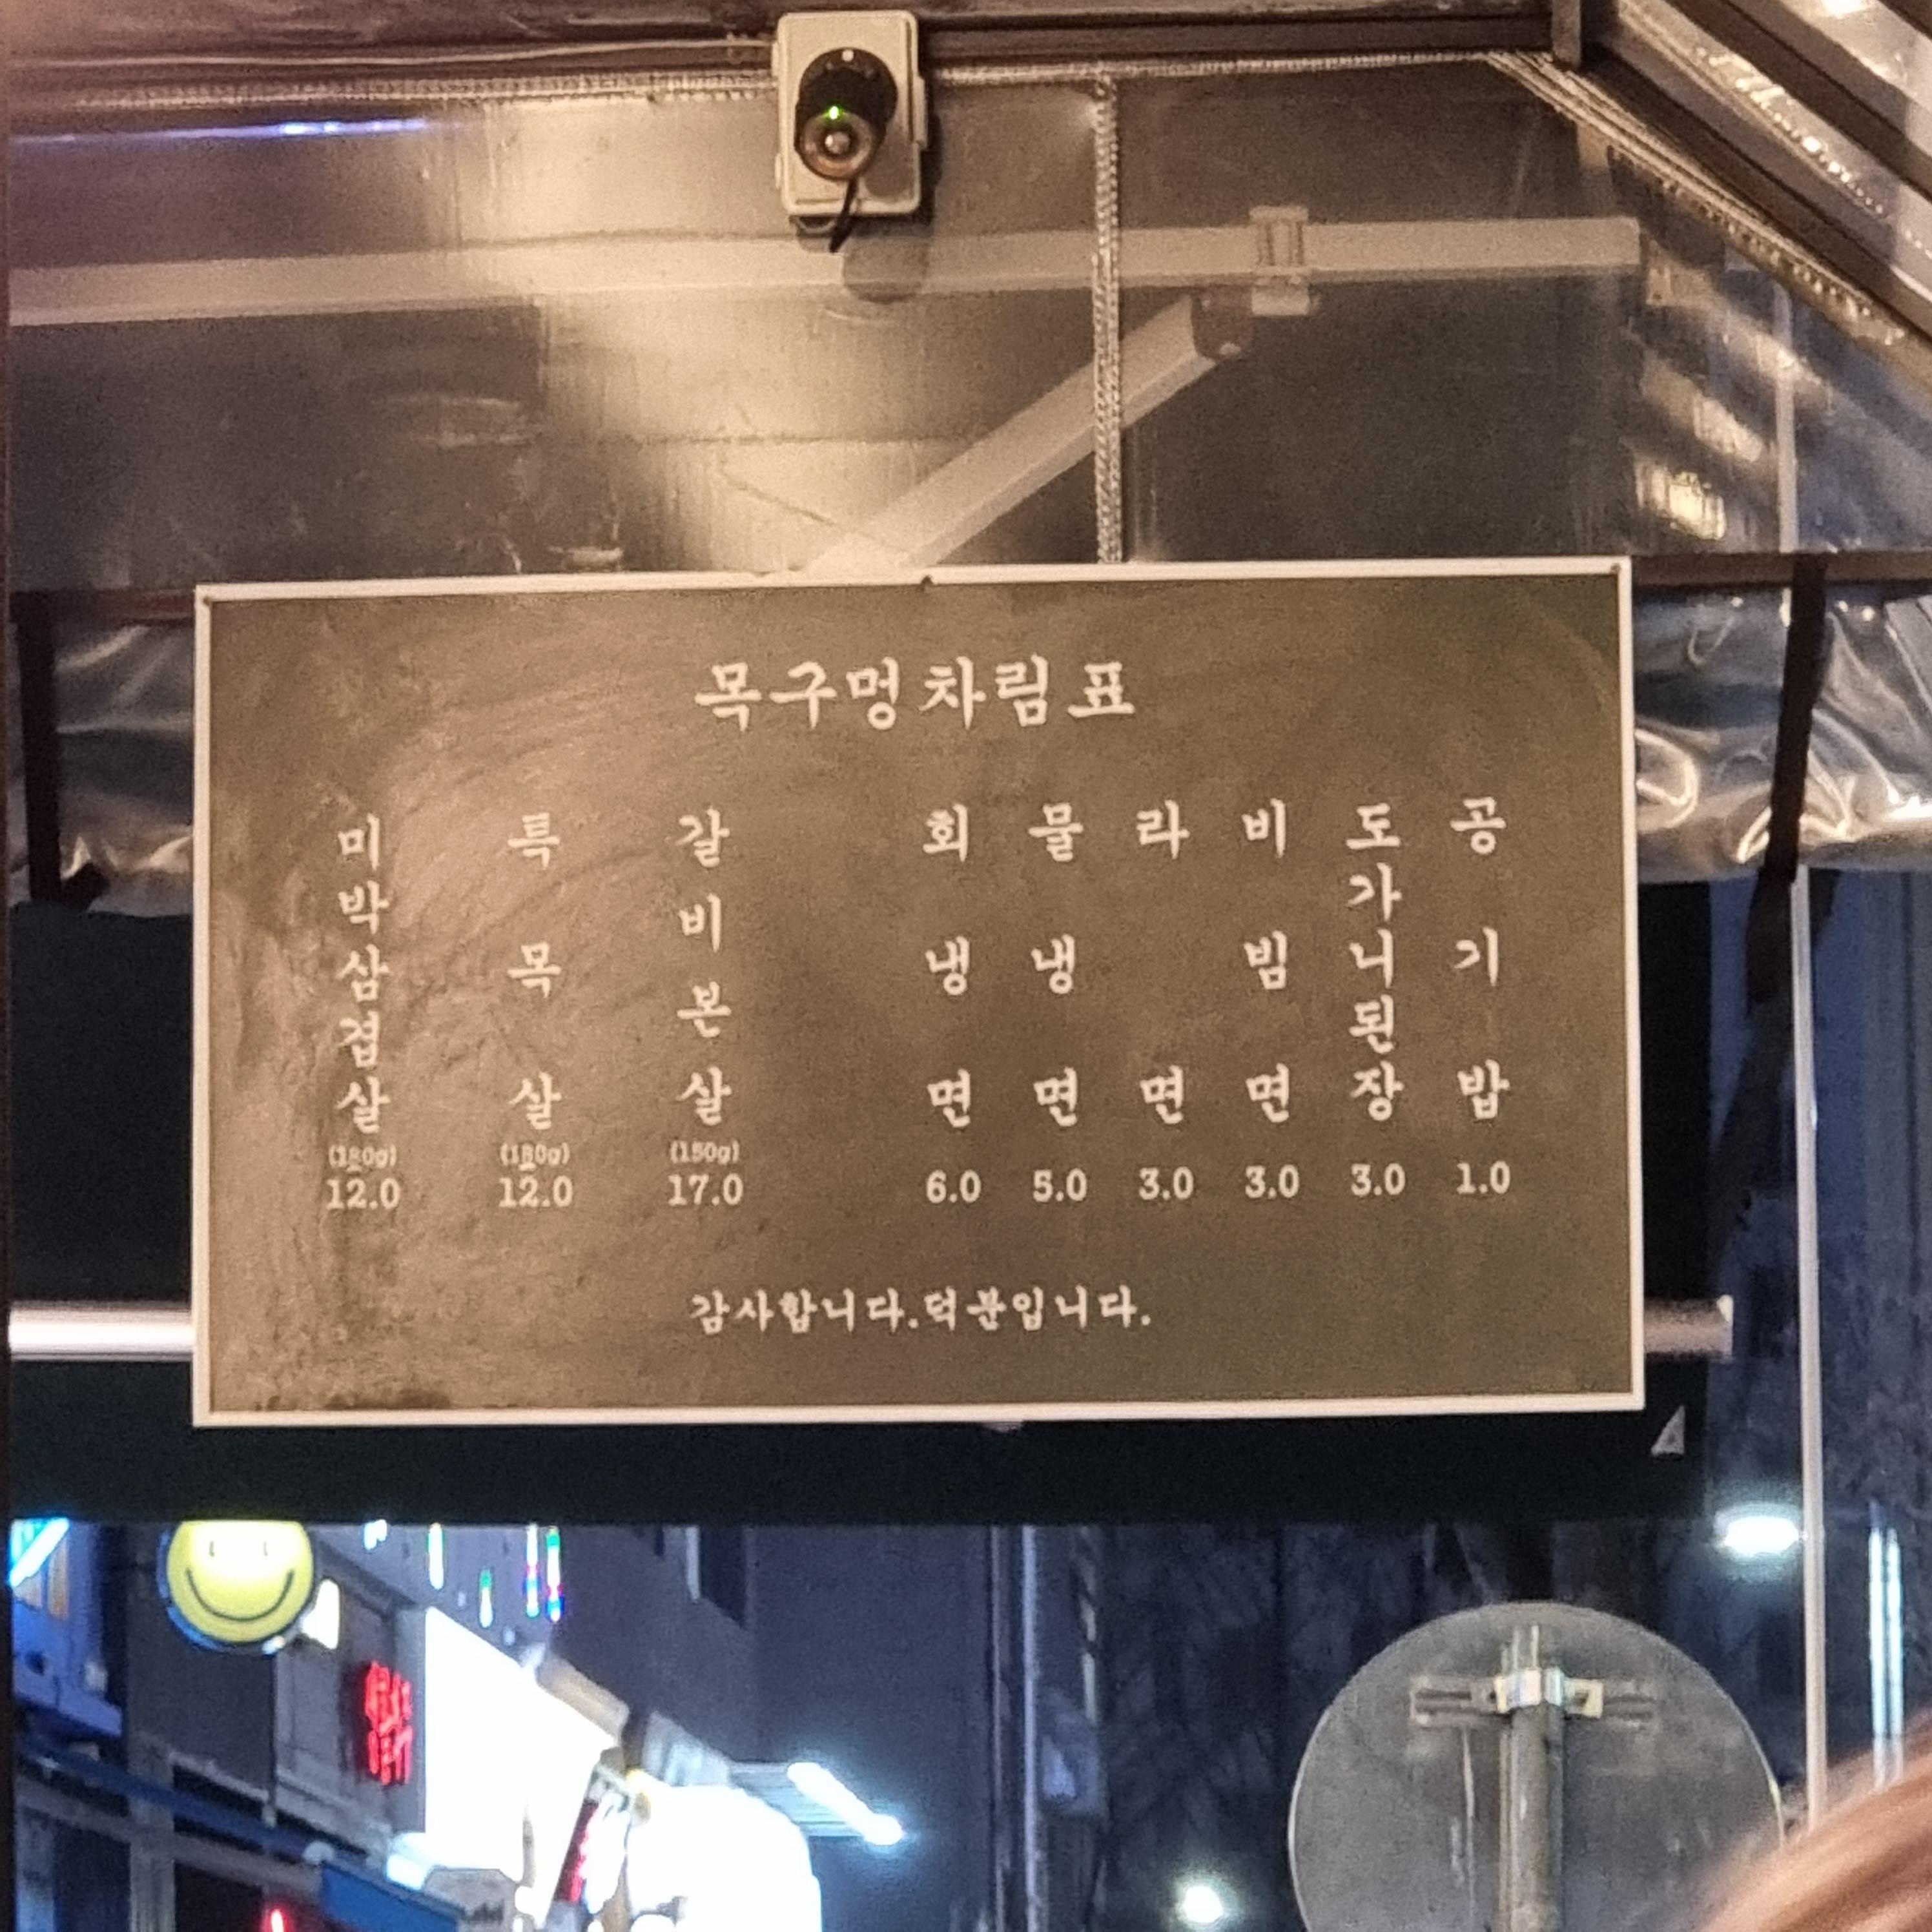 목구멍 차림표
미박삼겹살
(180g)
12.0
특목살
(180g)
12.0
갈비본살
(150g)
17.0
회냉면
6.0
물냉면
5.0
라면
3.0
비빔면
3.0
도가니된장
3.0
공기밥
1.0
감사합니다.덕분입니다.